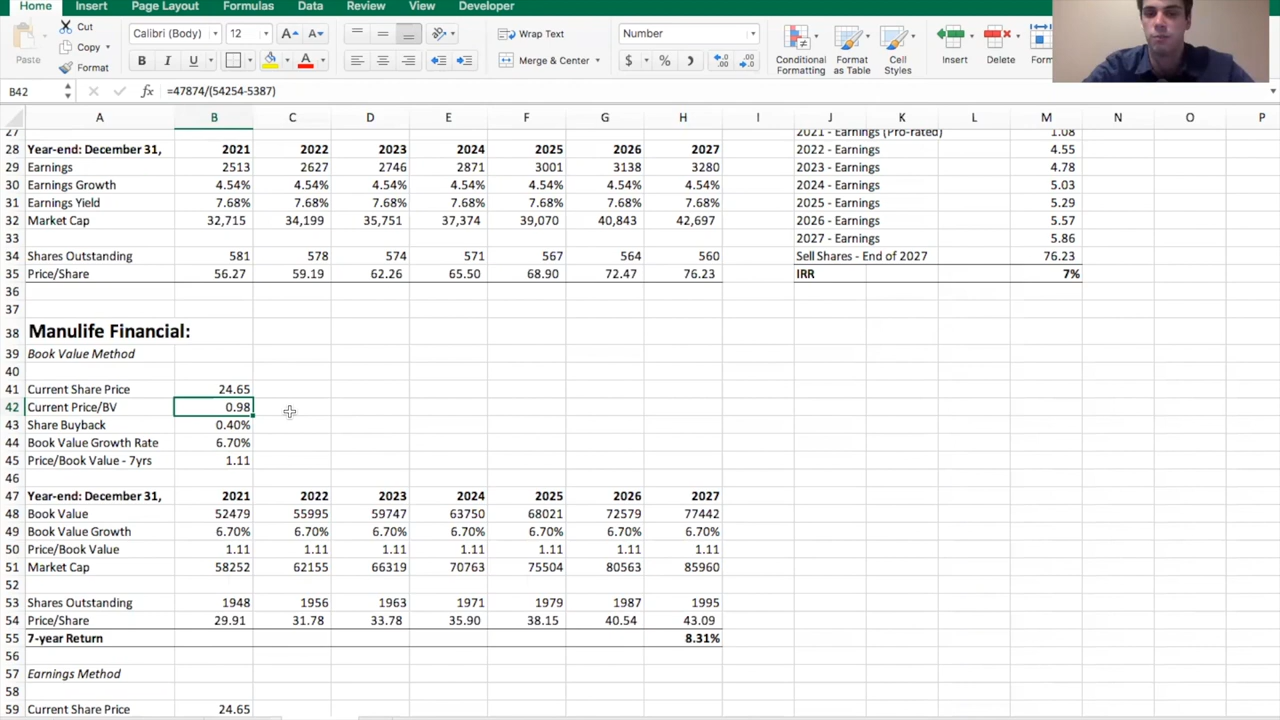 Home Insert Page Layout Formulas Data Review View Developer
Paste Cut Copy Format Calibri (Body) 12 A A B I U A Wrap Text Merge & Center Number $ % Conditional Formatting Format as Table Cell Styles Insert Delete
B42 fx =47874/(54254-5387)
A B C D E F G H I J K L M N O P
27 2021 - Earnings (Pro-rated) 1.08
28 Year-end: December 31, 2021 2022 2023 2024 2025 2026 2027 2022 - Earnings 4.55
29 Earnings 2513 2627 2746 2871 3001 3138 3280 2023 - Earnings 4.78
30 Earnings Growth 4.54% 4.54% 4.54% 4.54% 4.54% 4.54% 4.54% 2024 - Earnings 5.03
31 Earnings Yield 7.68% 7.68% 7.68% 7.68% 7.68% 7.68% 7.68% 2025 - Earnings 5.29
32 Market Cap 32,715 34,199 35,751 37,374 39,070 40,843 42,697 2026 - Earnings 5.57
33 2027 - Earnings 5.86
34 Shares Outstanding 581 578 574 571 567 564 560 Sell Shares - End of 2027 76.23
35 Price/Share 56.27 59.19 62.26 65.50 68.90 72.47 76.23 IRR 7%
36
37
38 Manulife Financial:
39 Book Value Method
40
41 Current Share Price 24.65
42 Current Price/BV 0.98
43 Share Buyback 0.40%
44 Book Value Growth Rate 6.70%
45 Price/Book Value - 7yrs 1.11
46
47 Year-end: December 31, 2021 2022 2023 2024 2025 2026 2027
48 Book Value 52479 55995 59747 63750 68021 72579 77442
49 Book Value Growth 6.70% 6.70% 6.70% 6.70% 6.70% 6.70% 6.70%
50 Price/Book Value 1.11 1.11 1.11 1.11 1.11 1.11 1.11
51 Market Cap 58252 62155 66319 70763 75504 80563 85960
52
53 Shares Outstanding 1948 1956 1963 1971 1979 1987 1995
54 Price/Share 29.91 31.78 33.78 35.90 38.15 40.54 43.09
55 7-year Return 8.31%
56
57 Earnings Method
58
59 Current Share Price 24.65